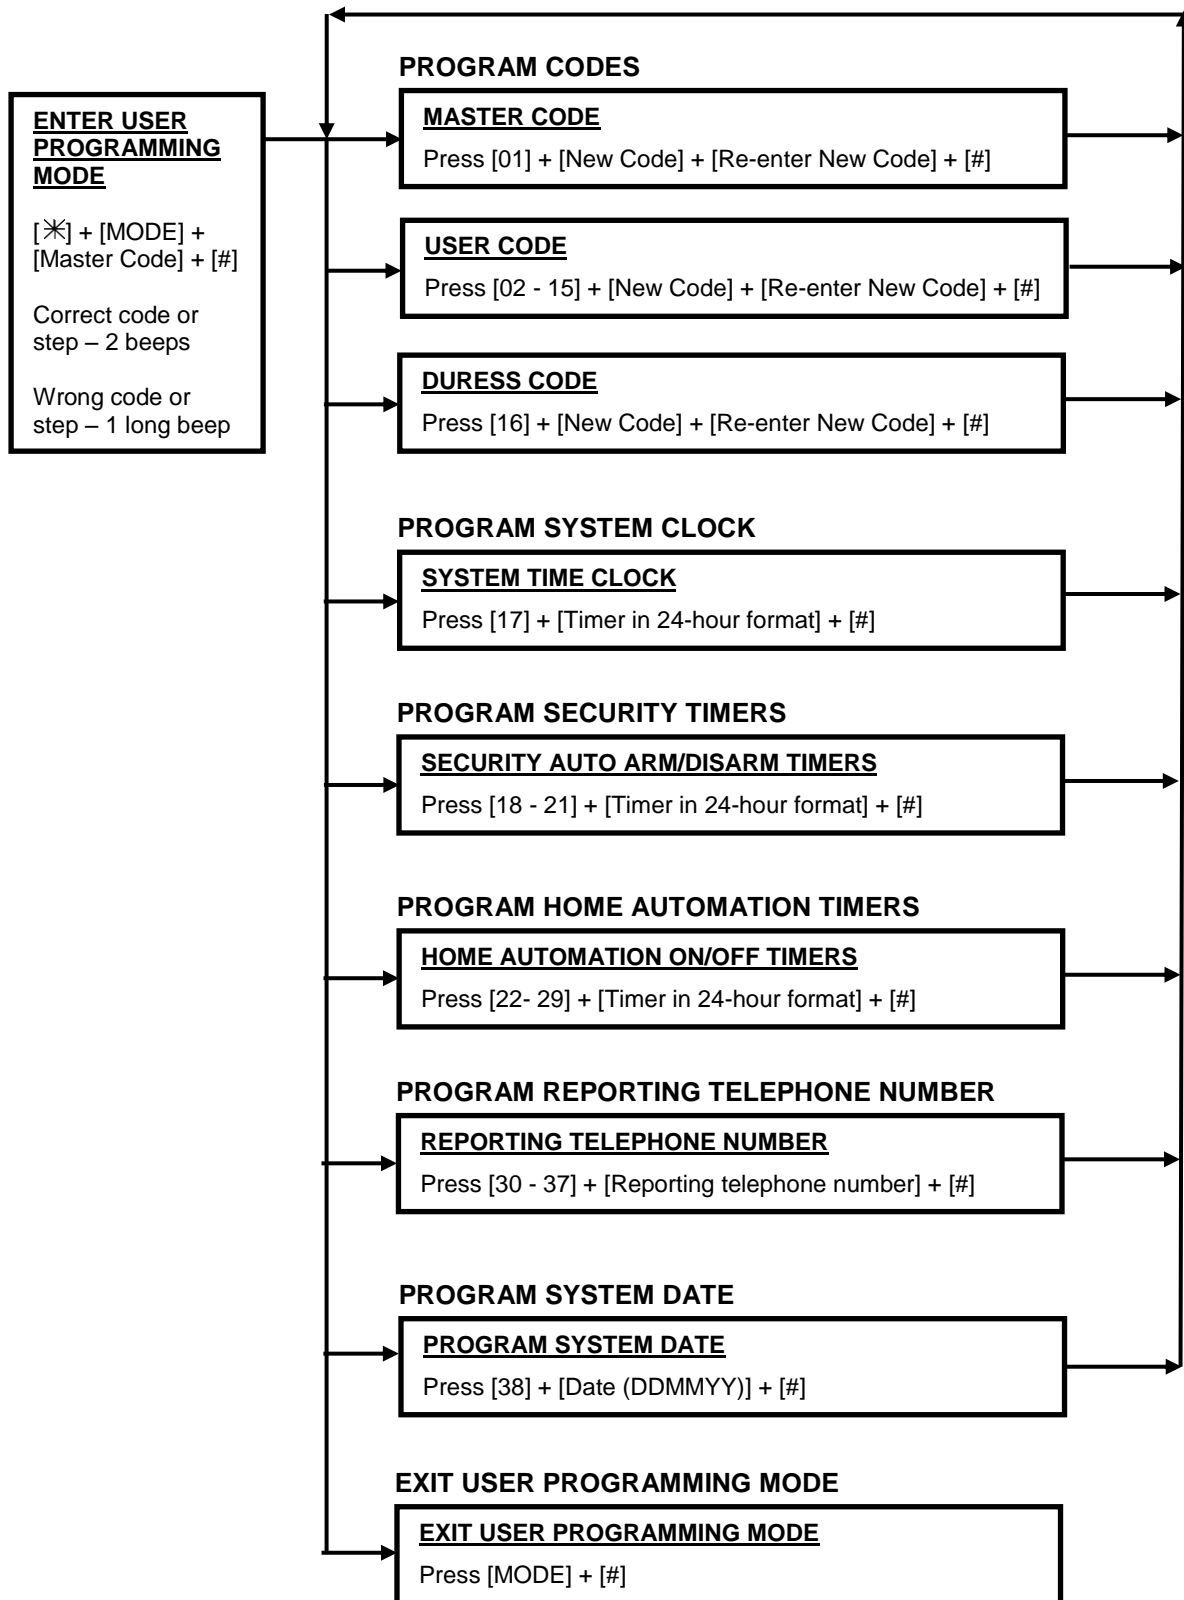 PROGRAM CODES
ENTER USER
PROGRAMMING
MODE
[✳] + [MODE] +
[Master Code] + [#]
Correct code or
step – 2 beeps
Wrong code or
step – 1 long beep
MASTER CODE
Press [01] + [New Code] + [Re-enter New Code] + [#]
USER CODE
Press [02 - 15] + [New Code] + [Re-enter New Code] + [#]
DURESS CODE
Press [16] + [New Code] + [Re-enter New Code] + [#]
PROGRAM SYSTEM CLOCK
SYSTEM TIME CLOCK
Press [17] + [Timer in 24-hour format] + [#]
PROGRAM SECURITY TIMERS
SECURITY AUTO ARM/DISARM TIMERS
Press [18 - 21] + [Timer in 24-hour format] + [#]
PROGRAM HOME AUTOMATION TIMERS
HOME AUTOMATION ON/OFF TIMERS
Press [22- 29] + [Timer in 24-hour format] + [#]
PROGRAM REPORTING TELEPHONE NUMBER
REPORTING TELEPHONE NUMBER
Press [30 - 37] + [Reporting telephone number] + [#]
PROGRAM SYSTEM DATE
PROGRAM SYSTEM DATE
Press [38] + [Date (DDMMYY)] + [#]
EXIT USER PROGRAMMING MODE
EXIT USER PROGRAMMING MODE
Press [MODE] + [#]